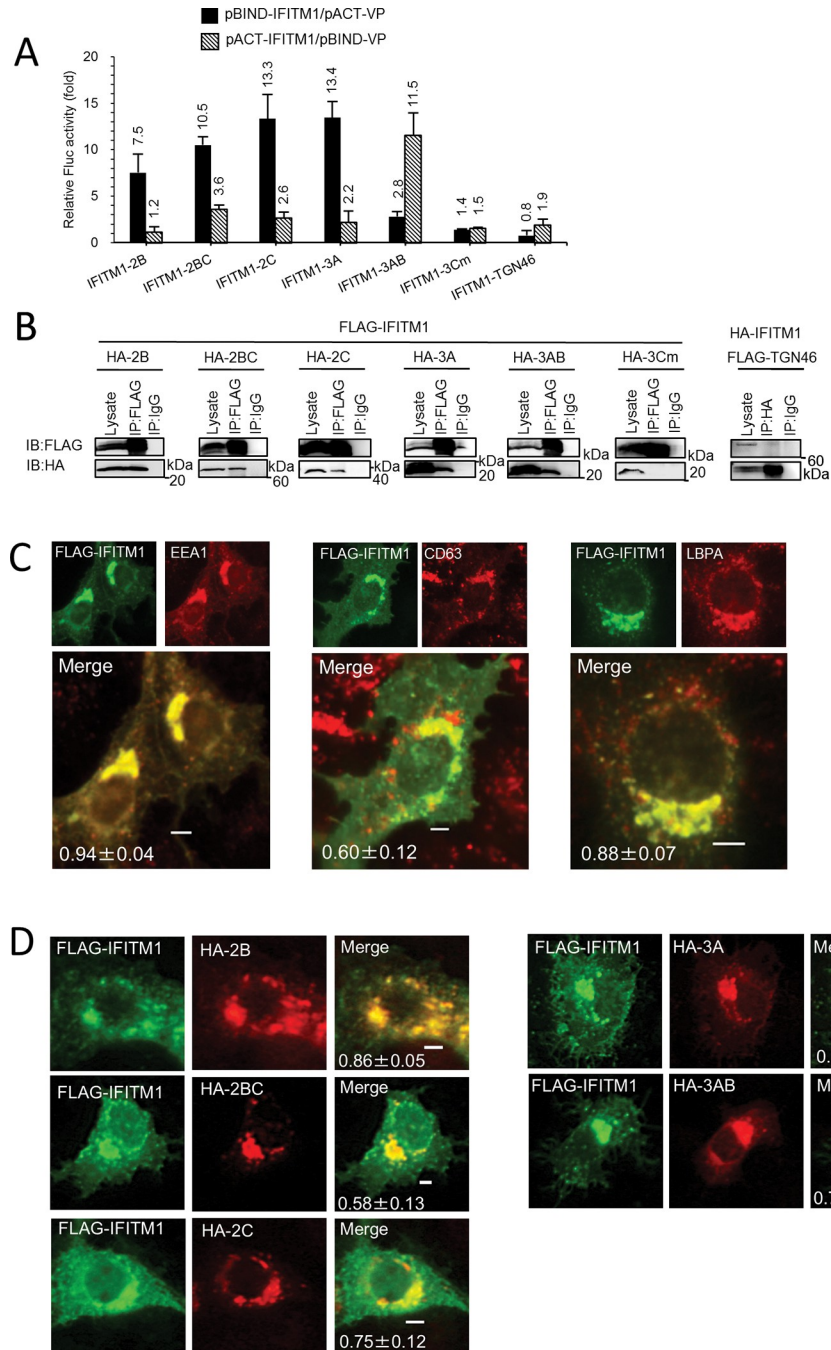 pBIND-IFITM1/pACT-VP
pACT-IFITM1/pBIND-VP
A
Relative Fluc activity (fold)
20
15
10
5
0
7.5
1.2
10.5
3.6
13.3
2.6
13.4
2.2
2.8
11.5
1.4
1.5
0.8
1.9
IFITM1-2B
IFITM1-2BC
IFITM1-2C
IFITM1-3A
IFITM1-3AB
IFITM1-3Cm
IFITM1-TGN46
B
FLAG-IFITM1
HA-IFITM1
HA-2B
HA-2BC
HA-2C
HA-3A
HA-3AB
HA-3Cm
FLAG-TGN46
Lysate
IP:FLAG
IP:IgG
Lysate
IP:FLAG
IP:IgG
Lysate
IP:FLAG
IP:IgG
Lysate
IP:FLAG
IP:IgG
Lysate
IP:FLAG
IP:IgG
Lysate
IP:FLAG
IP:IgG
Lysate
IP:HA
IP:IgG
IB:FLAG
IB:HA
kDa
-20
kDa
-60
-kDa
40
-kDa
20
kDa
-20
kDa
20
-60
kDa
C
FLAG-IFITM1
EEA1
FLAG-IFITM1
CD63
FLAG-IFITM1
LBPA
Merge
Merge
Merge
0.94±0.04
0.60±0.12
0.88±0.07
D
FLAG-IFITM1
HA-2B
Merge
FLAG-IFITM1
HA-3A
0.86±0.05
0.
FLAG-IFITM1
HA-2BC
Merge
FLAG-IFITM1
HA-3AB
M
0.58±0.13
FLAG-IFITM1
HA-2C
Merge
0.75±0.12